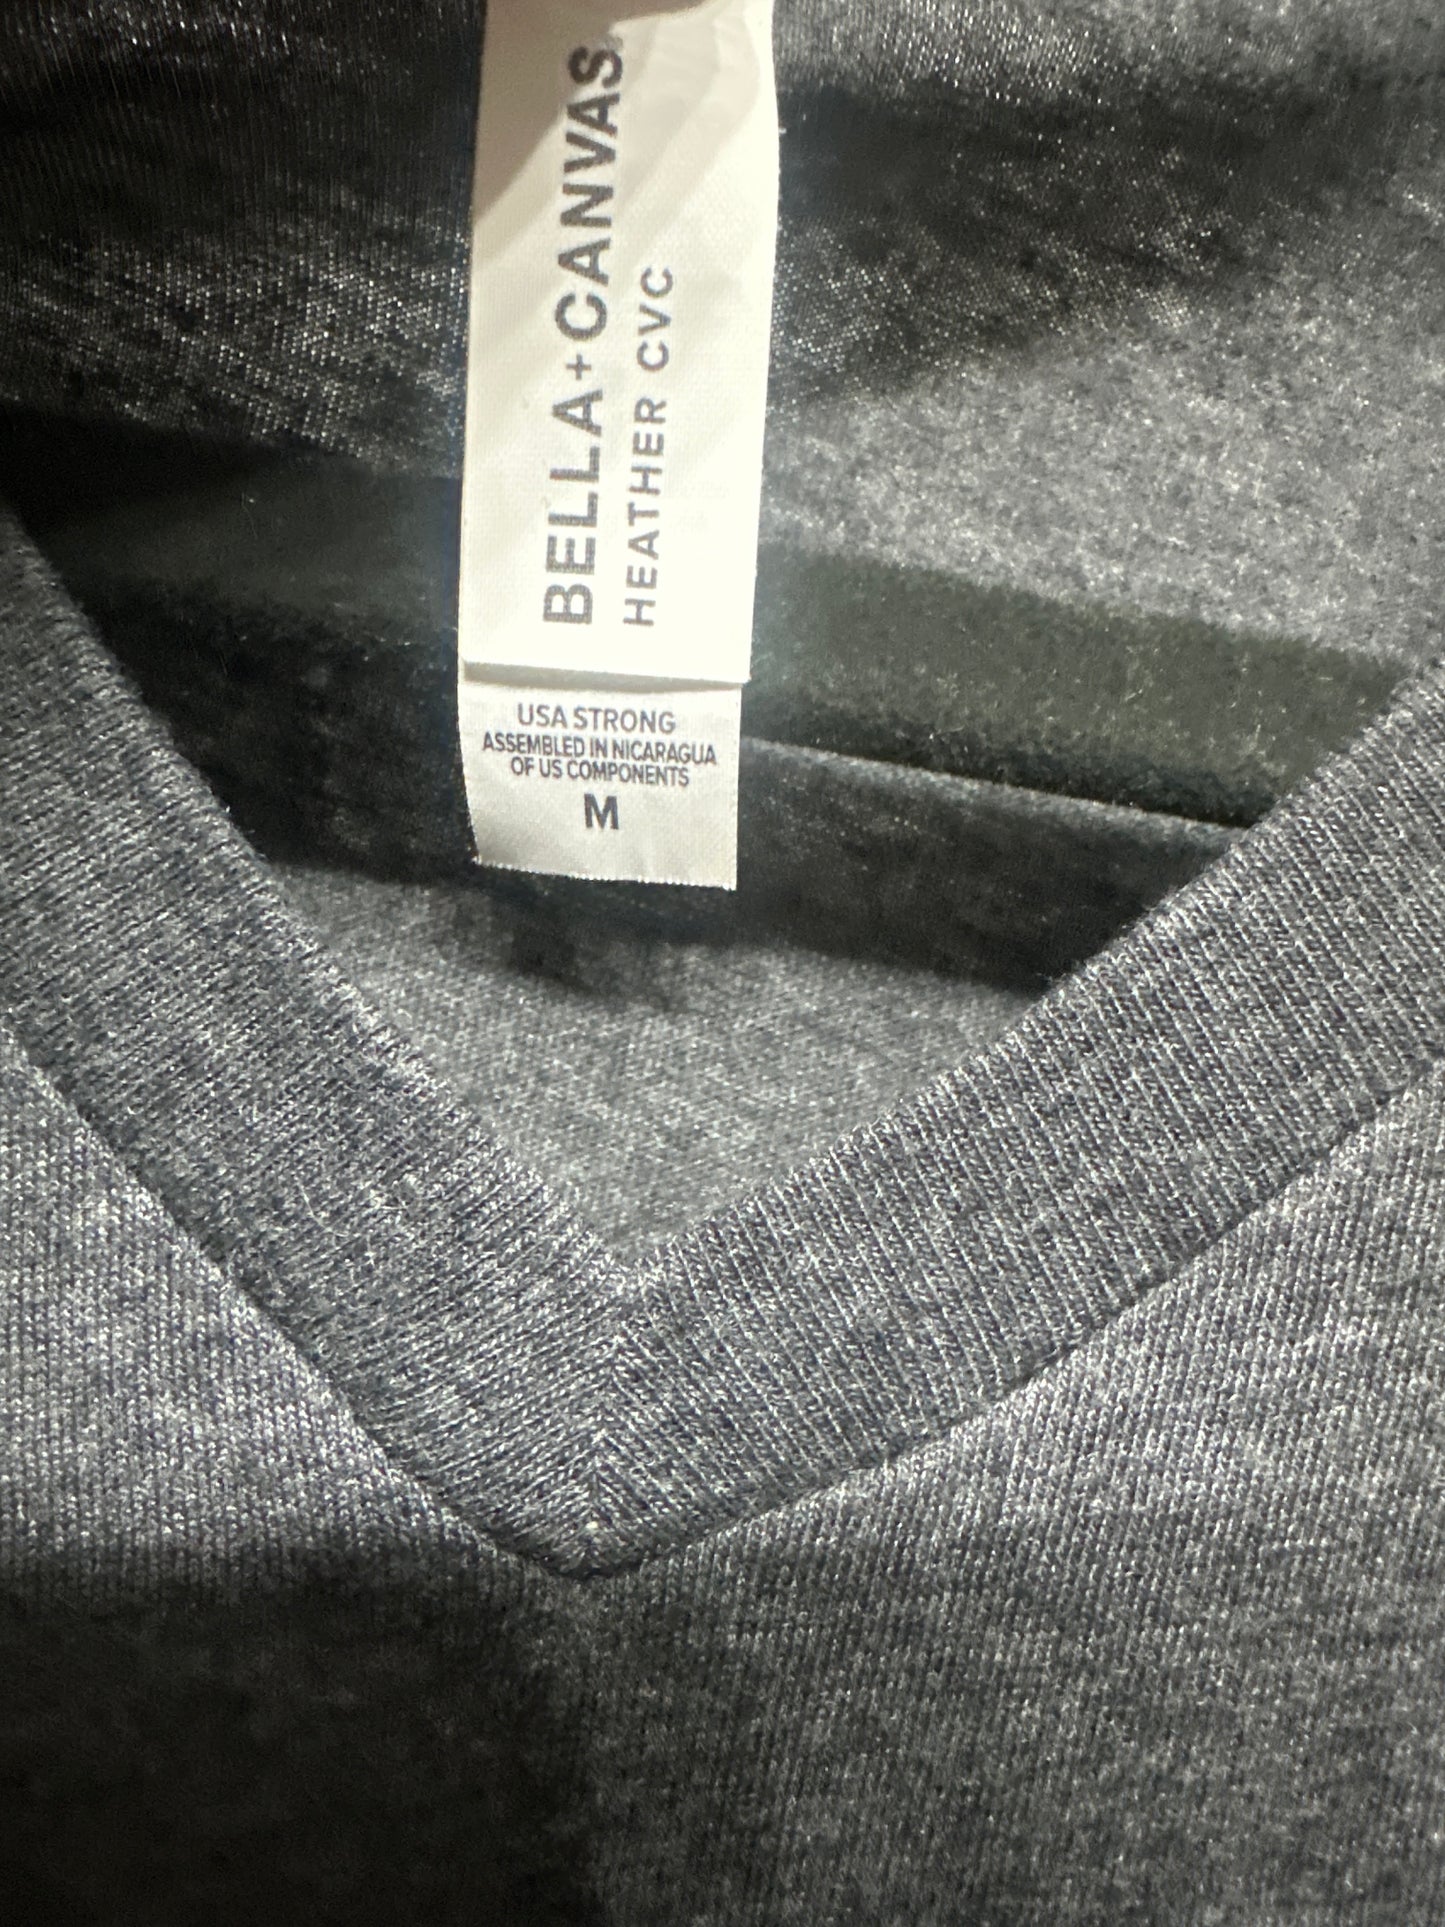 BELLA+CANVAS.
HEATHER CVC
USA STRONG
ASSEMBLED IN NICARAGUA
OF US COMPONENTS
M